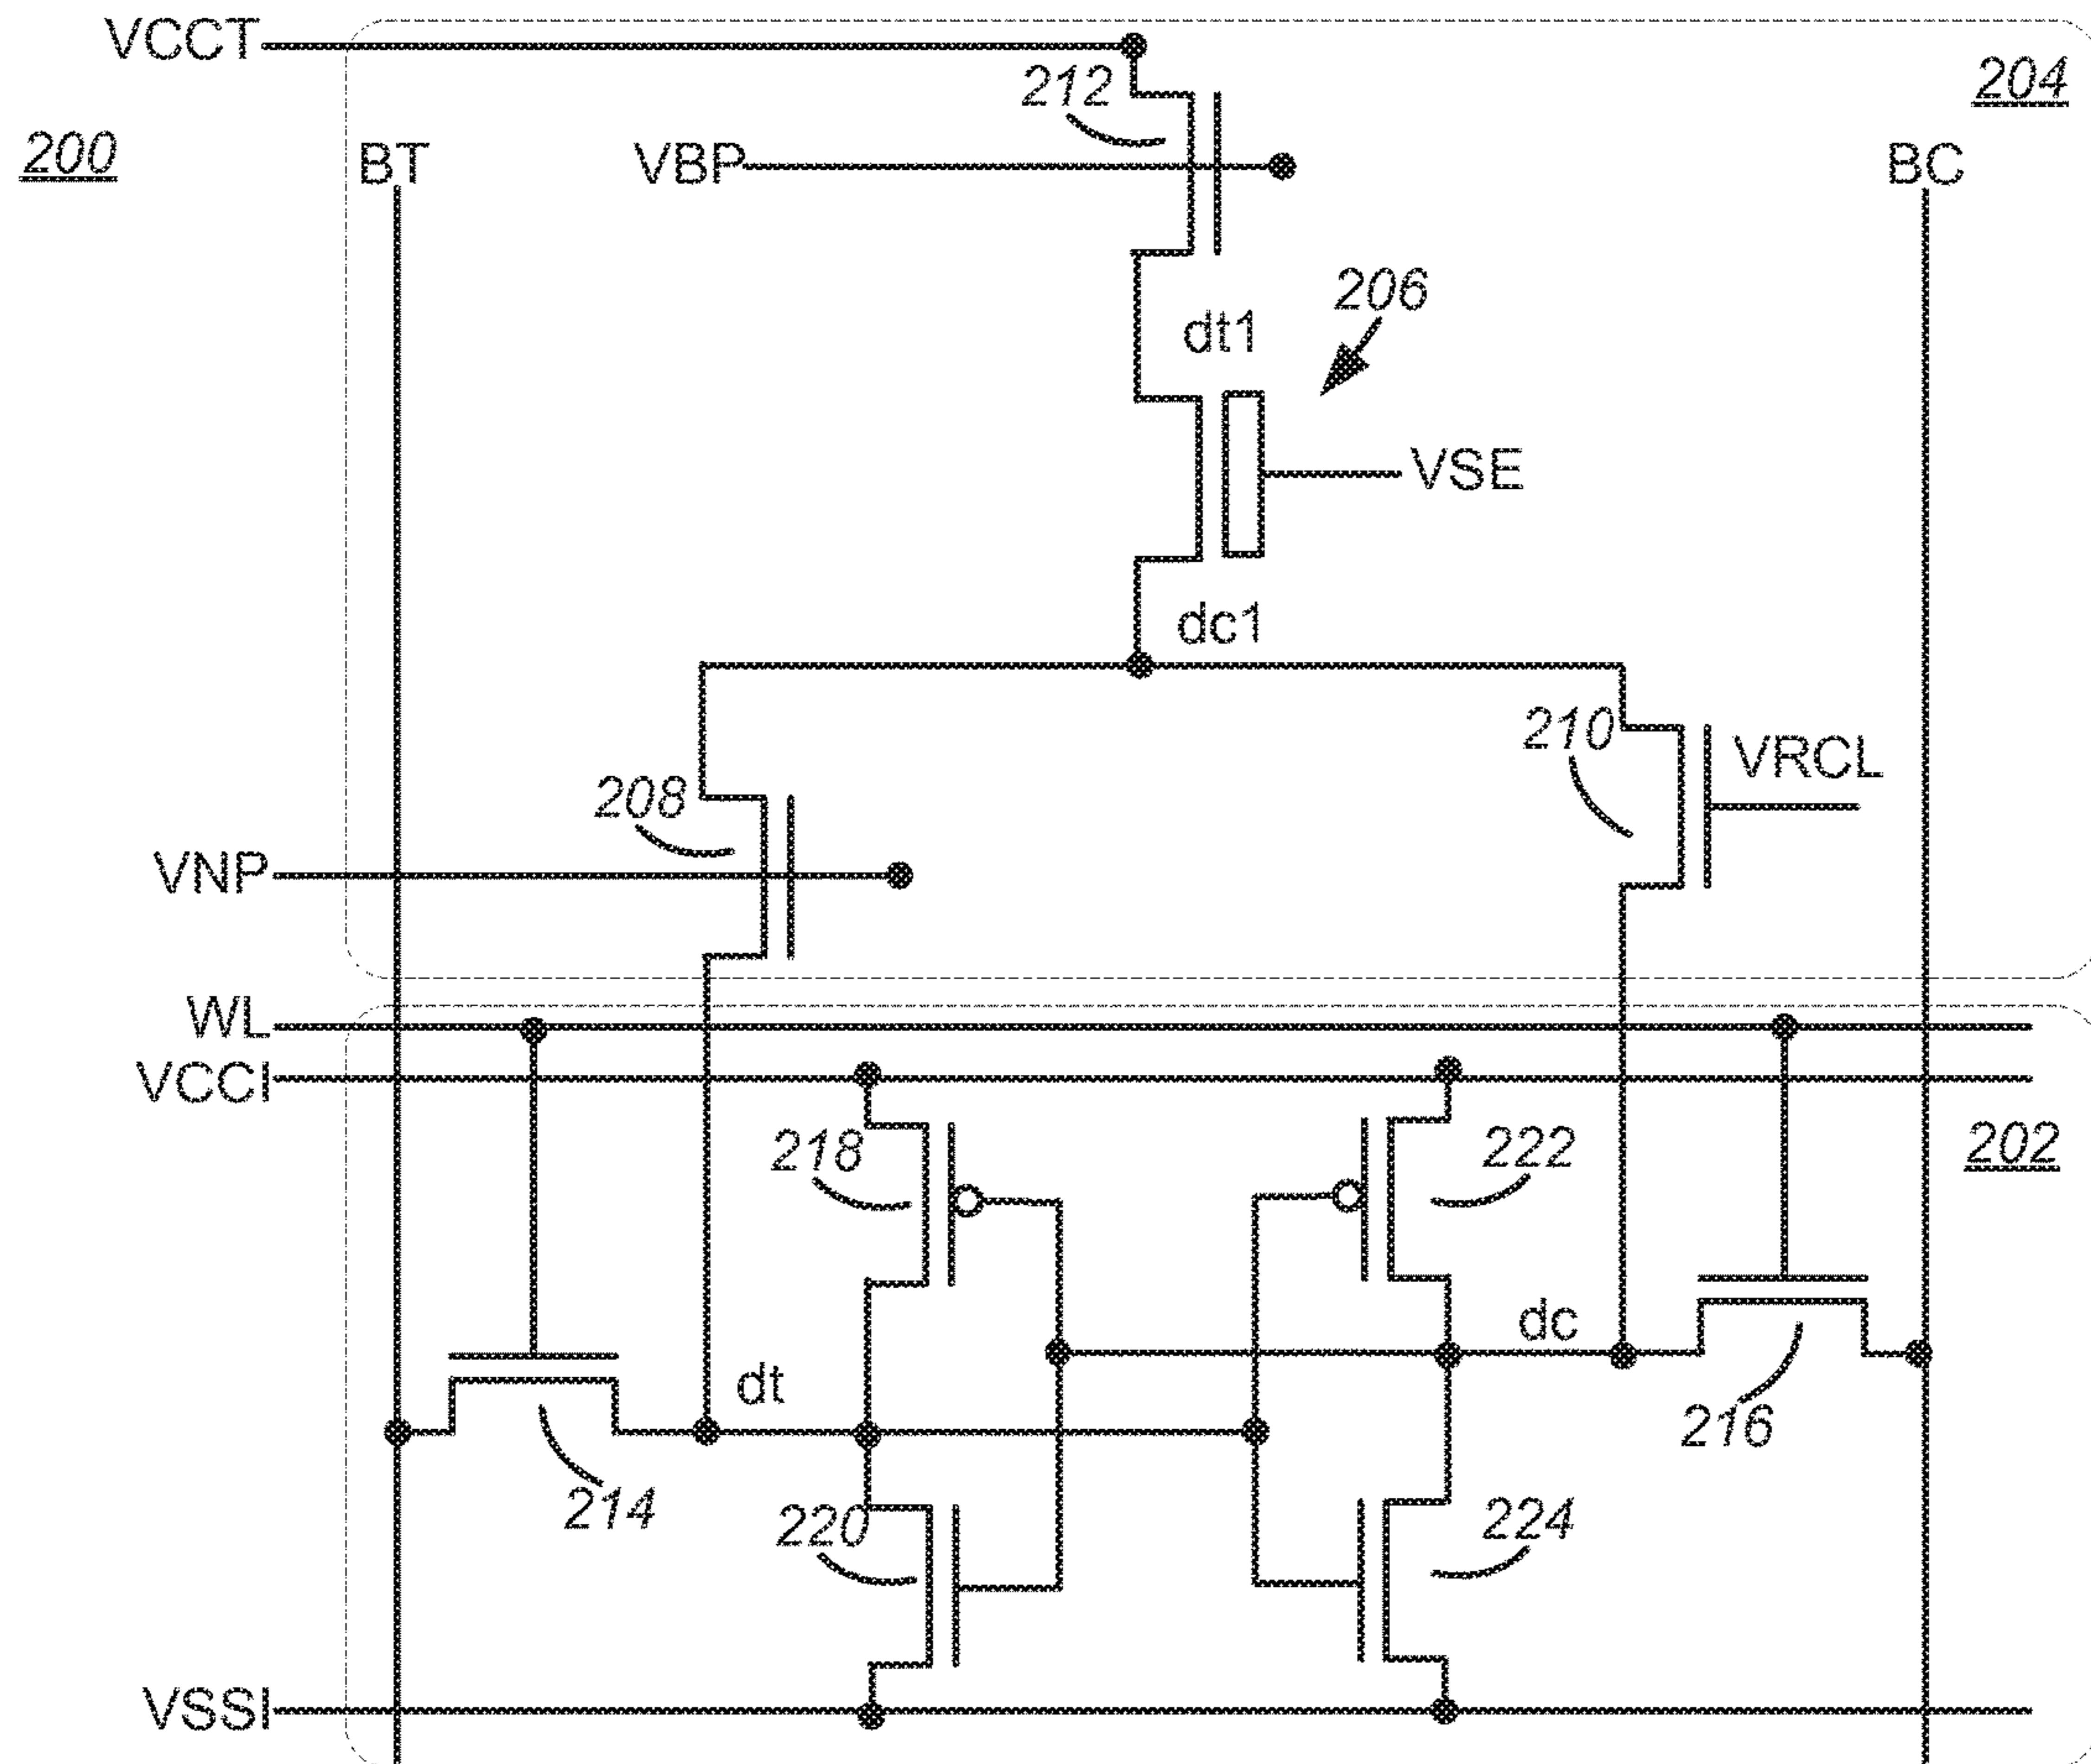 VCCT
212
204
200
BT
VBP
BC
206
dt1
VSE
dc1
210
VRCL
208
VNP
WL
VCCI
218
222
202
dc
dt
216
214
220
224
VSSI